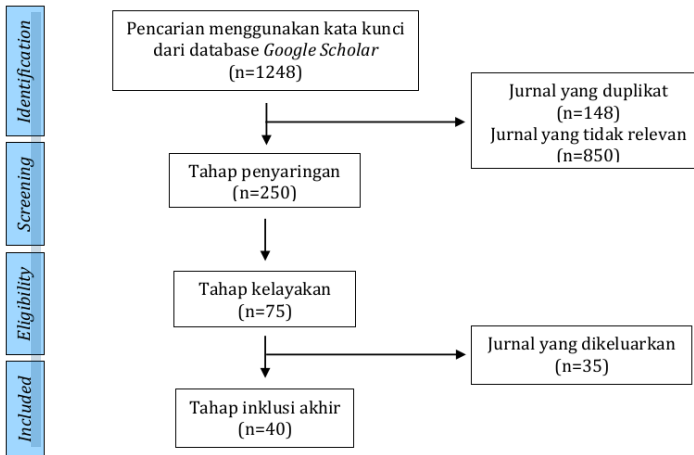 Identification
Pencarian menggunakan kata kunci
dari database Google Scholar
(n=1248)
Jurnal yang duplikat
(n=148)
Jurnal yang tidak relevan
(n=850)
Screening
Tahap penyaringan
(n=250)
Eligibility
Tahap kelayakan
(n=75)
Jurnal yang dikeluarkan
(n=35)
Included
Tahap inklusi akhir
(n=40)